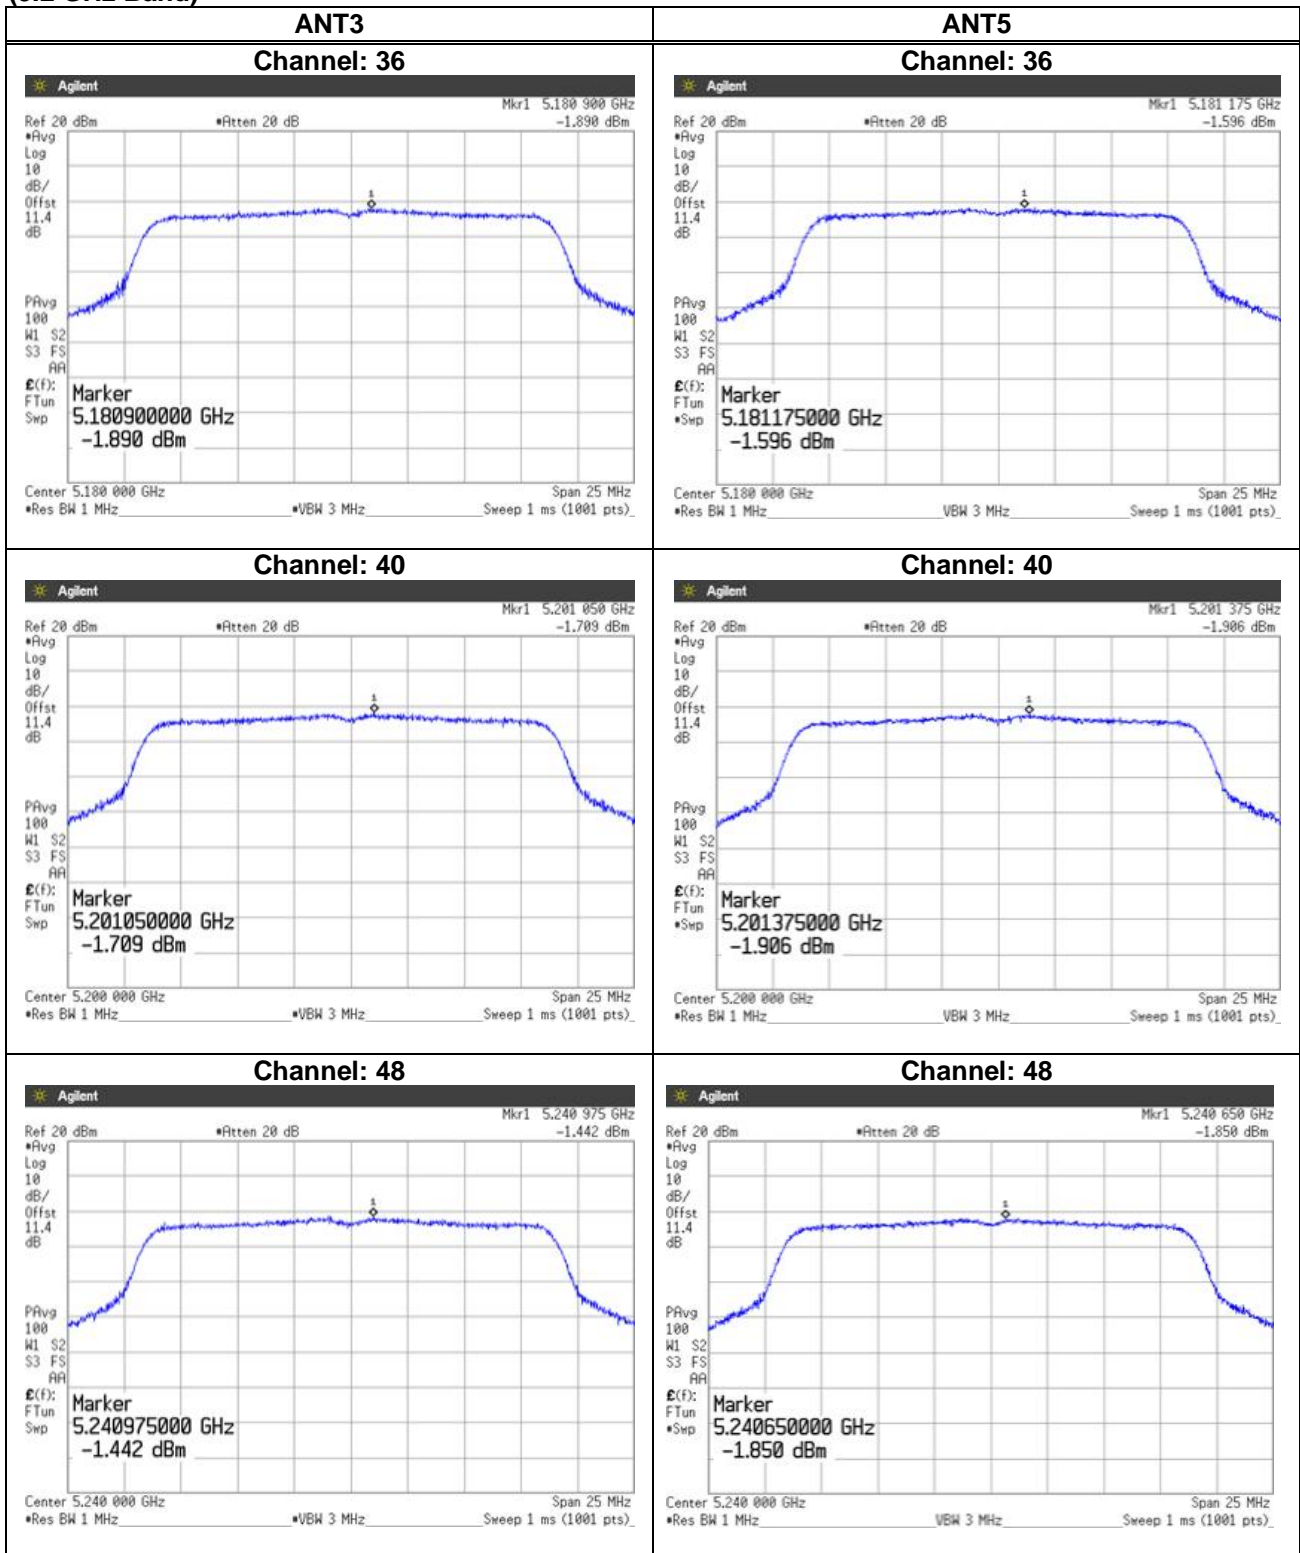 (5.2 GHz Band)
ANT3 ANT5
Channel: 36
Agilent
Mkr1 5.180 900 GHz
Ref 20 dBm *Atten 20 dB -1.890 dBm
*Avg
Log
10
dB/
Offst
11.4
dB
1
PAvg
100
W1 S2
S3 FS
AA
£(f):
FTun
Swp
Marker
5.180900000 GHz
-1.890 dBm
Center 5.180 000 GHz Span 25 MHz
*Res BW 1 MHz *VBW 3 MHz Sweep 1 ms (1001 pts)
Channel: 36
Agilent
Mkr1 5.181 175 GHz
Ref 20 dBm *Atten 20 dB -1.596 dBm
*Avg
Log
10
dB/
Offst
11.4
dB
1
PAvg
100
W1 S2
S3 FS
AA
£(f):
FTun
*Swp
Marker
5.181175000 GHz
-1.596 dBm
Center 5.180 000 GHz Span 25 MHz
*Res BW 1 MHz VBW 3 MHz Sweep 1 ms (1001 pts)
Channel: 40
Agilent
Mkr1 5.201 050 GHz
Ref 20 dBm *Atten 20 dB -1.709 dBm
*Avg
Log
10
dB/
Offst
11.4
dB
1
PAvg
100
W1 S2
S3 FS
AA
£(f):
FTun
Swp
Marker
5.201050000 GHz
-1.709 dBm
Center 5.200 000 GHz Span 25 MHz
*Res BW 1 MHz *VBW 3 MHz Sweep 1 ms (1001 pts)
Channel: 40
Agilent
Mkr1 5.201 375 GHz
Ref 20 dBm *Atten 20 dB -1.906 dBm
*Avg
Log
10
dB/
Offst
11.4
dB
1
PAvg
100
W1 S2
S3 FS
AA
£(f):
FTun
*Swp
Marker
5.201375000 GHz
-1.906 dBm
Center 5.200 000 GHz Span 25 MHz
*Res BW 1 MHz VBW 3 MHz Sweep 1 ms (1001 pts)
Channel: 48
Agilent
Mkr1 5.240 975 GHz
Ref 20 dBm *Atten 20 dB -1.442 dBm
*Avg
Log
10
dB/
Offst
11.4
dB
1
PAvg
100
W1 S2
S3 FS
AA
£(f):
FTun
Swp
Marker
5.240975000 GHz
-1.442 dBm
Center 5.240 000 GHz Span 25 MHz
*Res BW 1 MHz *VBW 3 MHz Sweep 1 ms (1001 pts)
Channel: 48
Agilent
Mkr1 5.240 650 GHz
Ref 20 dBm *Atten 20 dB -1.850 dBm
*Avg
Log
10
dB/
Offst
11.4
dB
1
PAvg
100
W1 S2
S3 FS
AA
£(f):
FTun
*Swp
Marker
5.240650000 GHz
-1.850 dBm
Center 5.240 000 GHz Span 25 MHz
*Res BW 1 MHz VBW 3 MHz Sweep 1 ms (1001 pts)